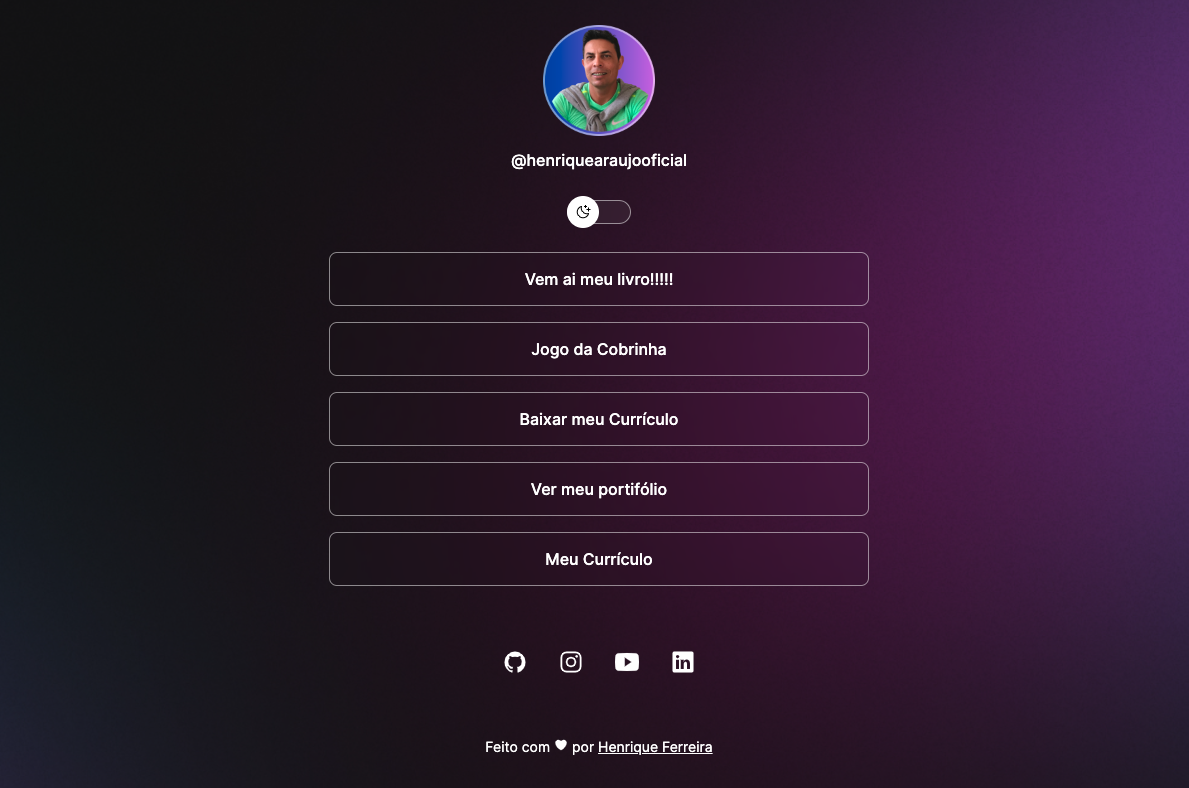 @henriquearaujooficial
Vem ai meu livro!!!!!
Jogo da Cobrinha
Baixar meu Currículo
Ver meu portifólio
Meu Currículo
Feito com ♥ por Henrique Ferreira